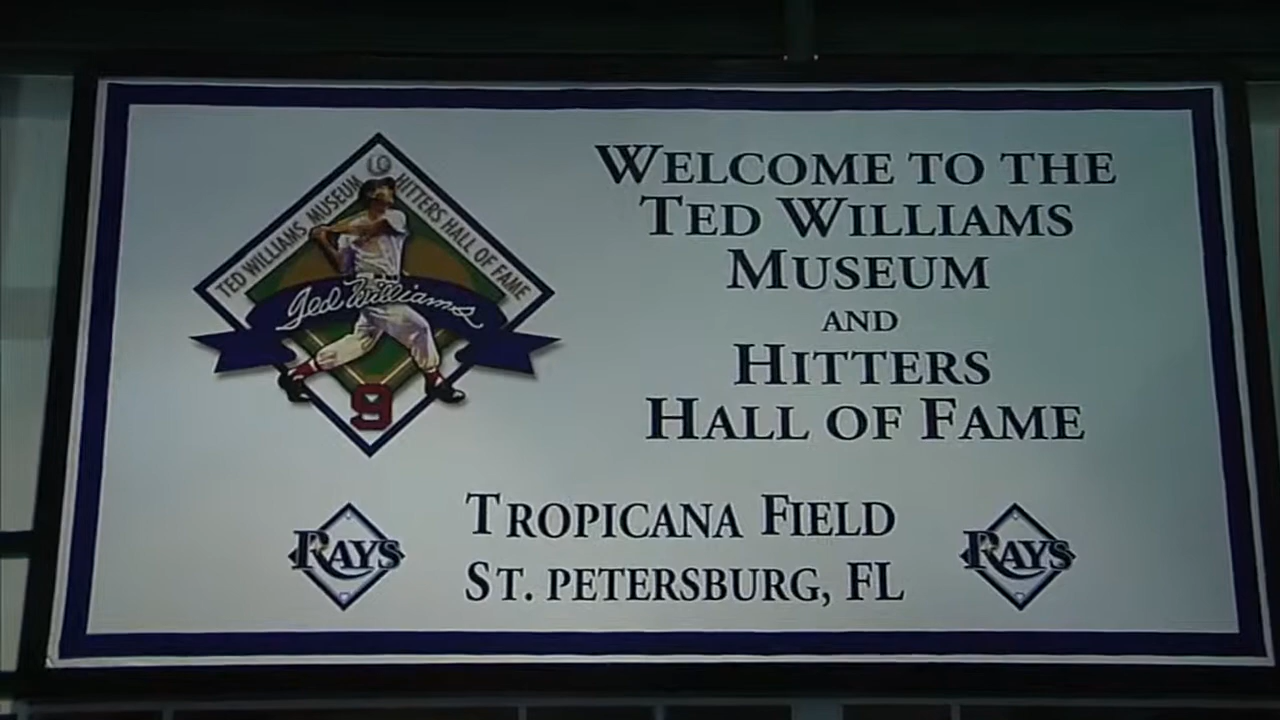 TED WILLIAMS MUSEUM
HITTERS HALL OF FAME
Ted Williams
9
WELCOME TO THE
TED WILLIAMS
MUSEUM
AND
HITTERS
HALL OF FAME
TROPICANA FIELD
ST. PETERSBURG, FL
RAYS
RAYS